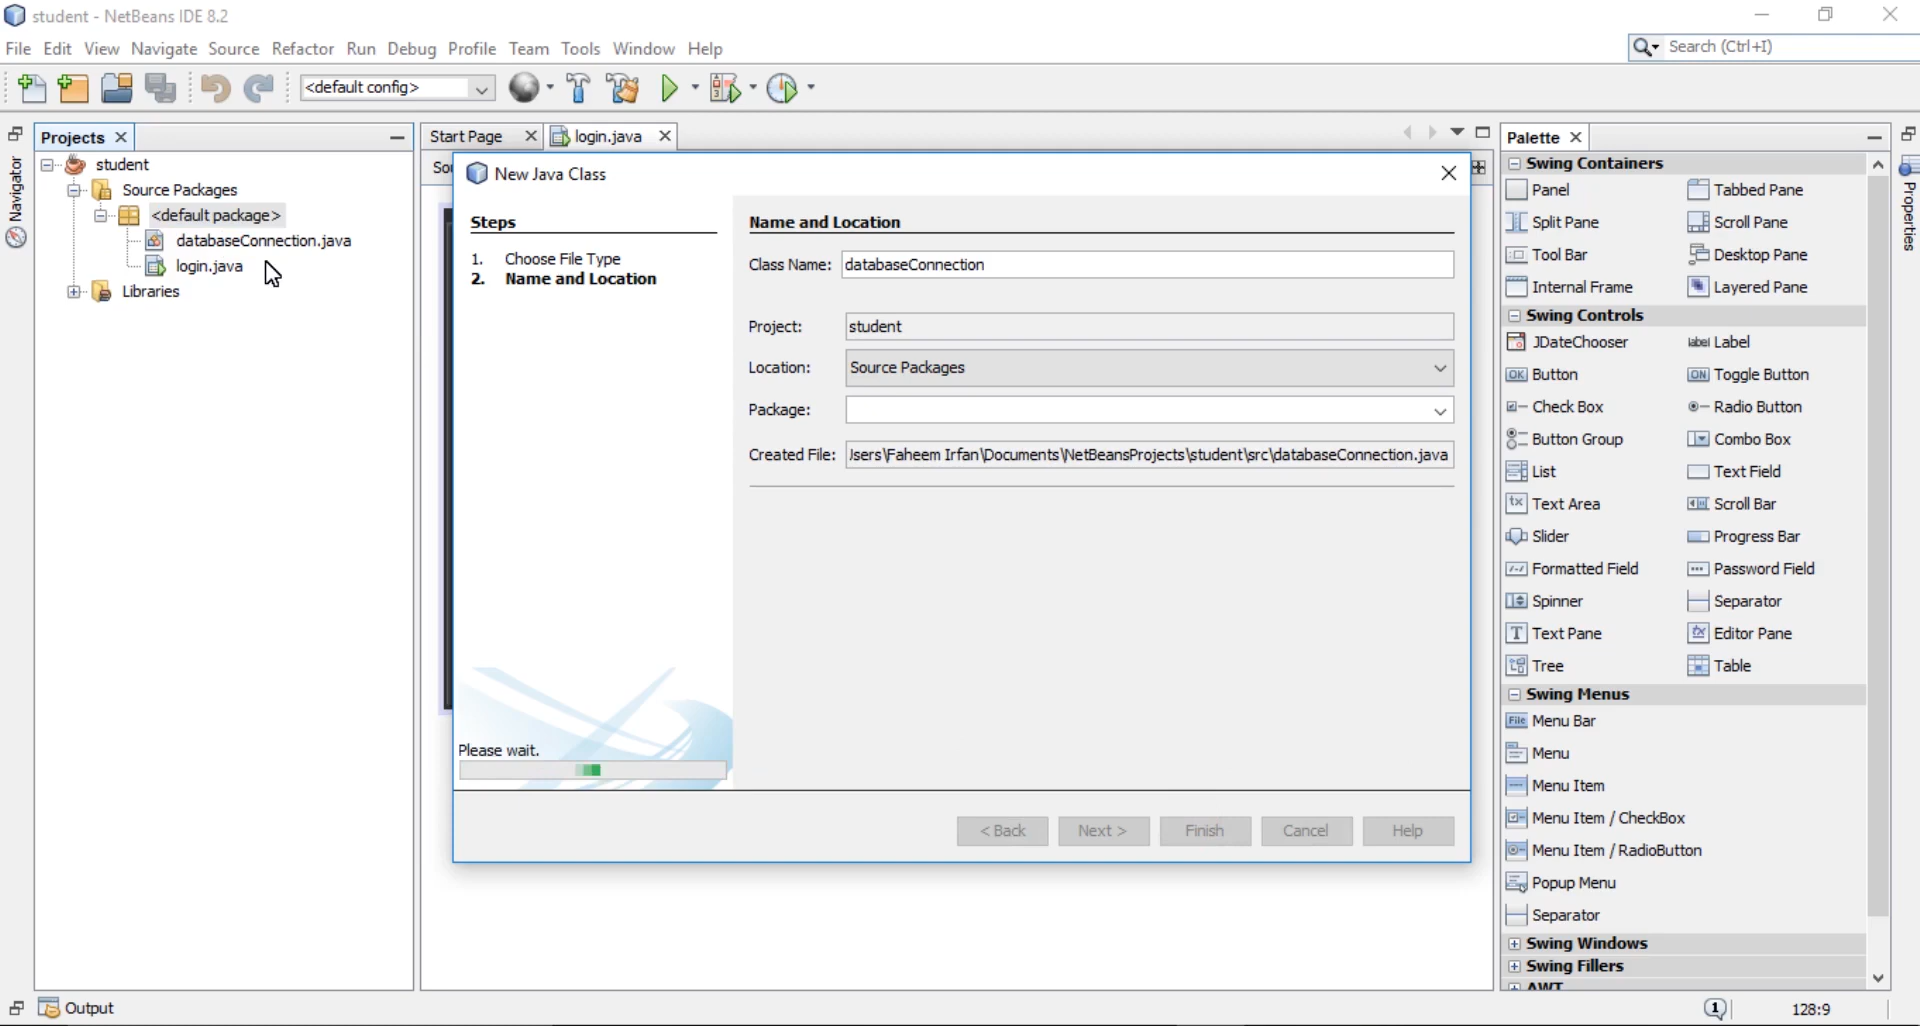 student - NetBeans IDE 8.2
File Edit View Navigate Source Refactor Run Debug Profile Team Tools Window Help
Search (Ctrl+I)
<default config>
Projects
Start Page
login.java
Palette
Navigator
Properties
student
Source Packages
<default package>
databaseConnection.java
login.java
Libraries
New Java Class
Steps
1. Choose File Type
2. Name and Location
Please wait.
Name and Location
Class Name: databaseConnection
Project: student
Location: Source Packages
Package:
Created File: Jsers\Faheem Irfan\Documents\NetBeansProjects\student\src\databaseConnection.java
< Back Next > Finish Cancel Help
Swing Containers
Panel Tabbed Pane
Split Pane Scroll Pane
Tool Bar Desktop Pane
Internal Frame Layered Pane
Swing Controls
JDateChooser label Label
OK Button ON Toggle Button
Check Box Radio Button
Button Group Combo Box
List Text Field
tx Text Area Scroll Bar
Slider Progress Bar
Formatted Field Password Field
Spinner Separator
T Text Pane tx Editor Pane
Tree Table
Swing Menus
File Menu Bar
Menu
Menu Item
Menu Item / CheckBox
Menu Item / RadioButton
Popup Menu
Separator
Swing Windows
Swing Fillers
AWT
Output
1
128:9